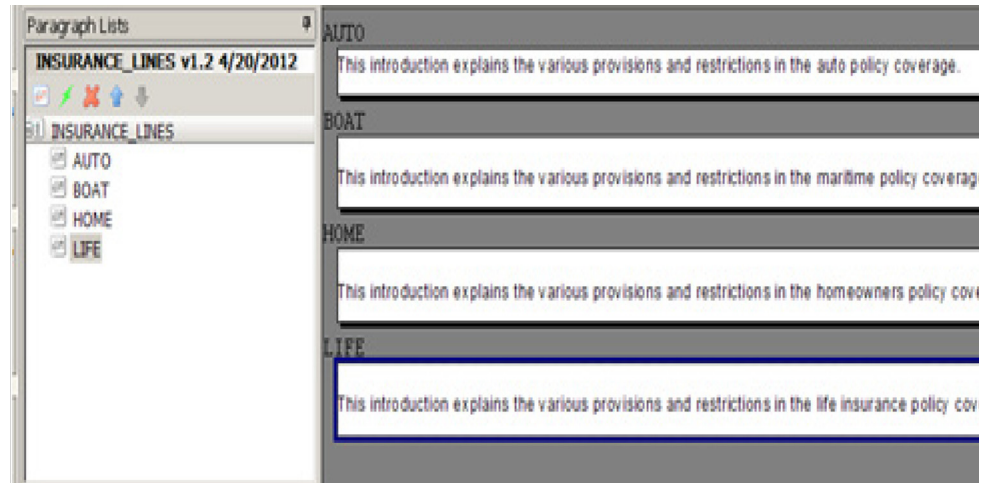 Paragraph Lists
INSURANCE_LINES v1.2 4/20/2012
INSURANCE_LINES
AUTO
BOAT
HOME
LIFE
AUTO
This introduction explains the various provisions and restrictions in the auto policy coverage.
BOAT
This introduction explains the various provisions and restrictions in the maritime policy coverag
HOME
This introduction explains the various provisions and restrictions in the homeowners policy cove
LIFE
This introduction explains the various provisions and restrictions in the life insurance policy cov